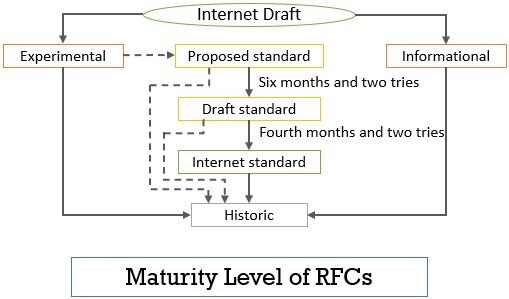 Internet Draft
Experimental
Proposed standard
Informational
Six months and two tries
Draft standard
Fourth months and two tries
Internet standard
Historic
Maturity Level of RFCs